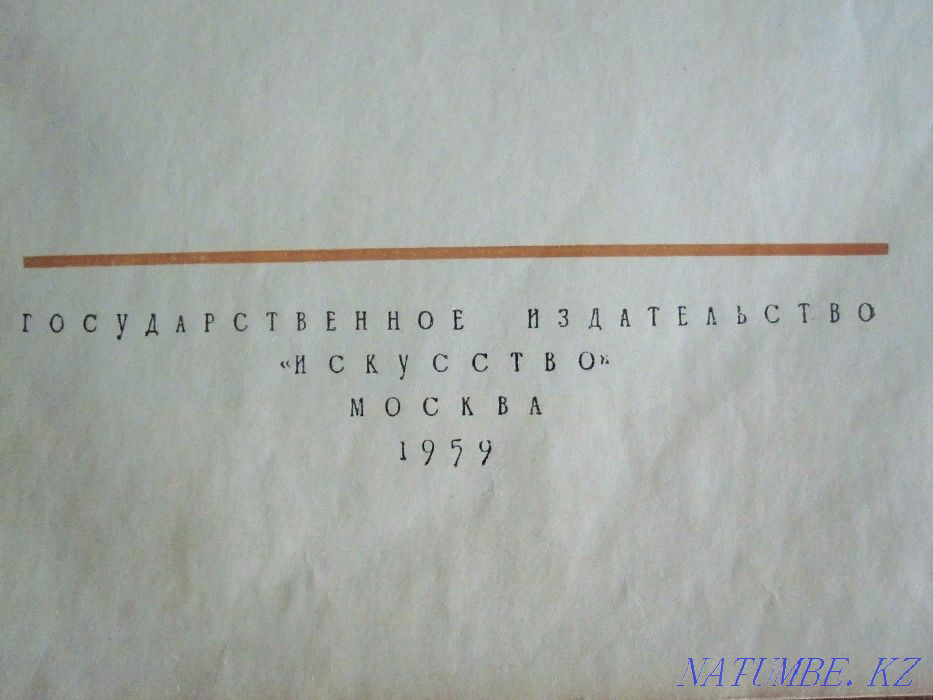 ГОСУДАРСТВЕННОЕ ИЗДАТЕЛЬСТВО
«ИСКУССТВО»
МОСКВА
1959
NATUMBE.KZ